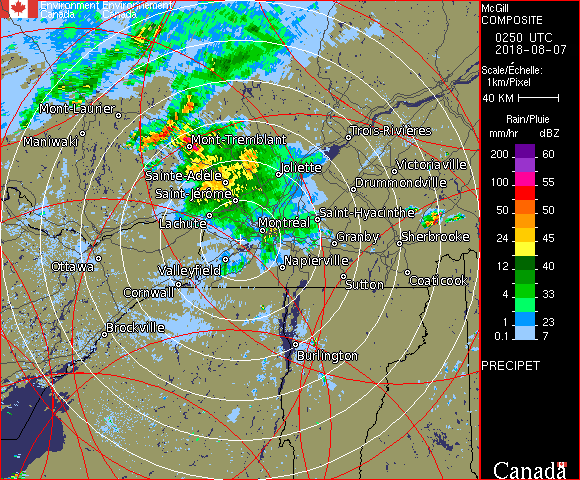 Environment Environnement
Canada Canada
Mont-Laurier
Maniwaki
Mont-Tremblant
Trois-Rivières
Joliette
Victoriaville
Sainte-Adèle
Drummondville
Saint-Jérôme
Lachute
Montréal
Saint-Hyacinthe
Granby
Sherbrooke
Ottawa
Valleyfield
Napierville
Cornwall
Sutton
Coaticook
Brockville
Burlington
McGill
COMPOSITE
0250 UTC
2018-08-07
Scale/Échelle:
1km/Pixel
40 KM
Rain/Pluie
mm/hr dBZ
200 60
100 55
50 50
24 45
12 40
4 33
0.1 23
7
PRECIPET
Canada